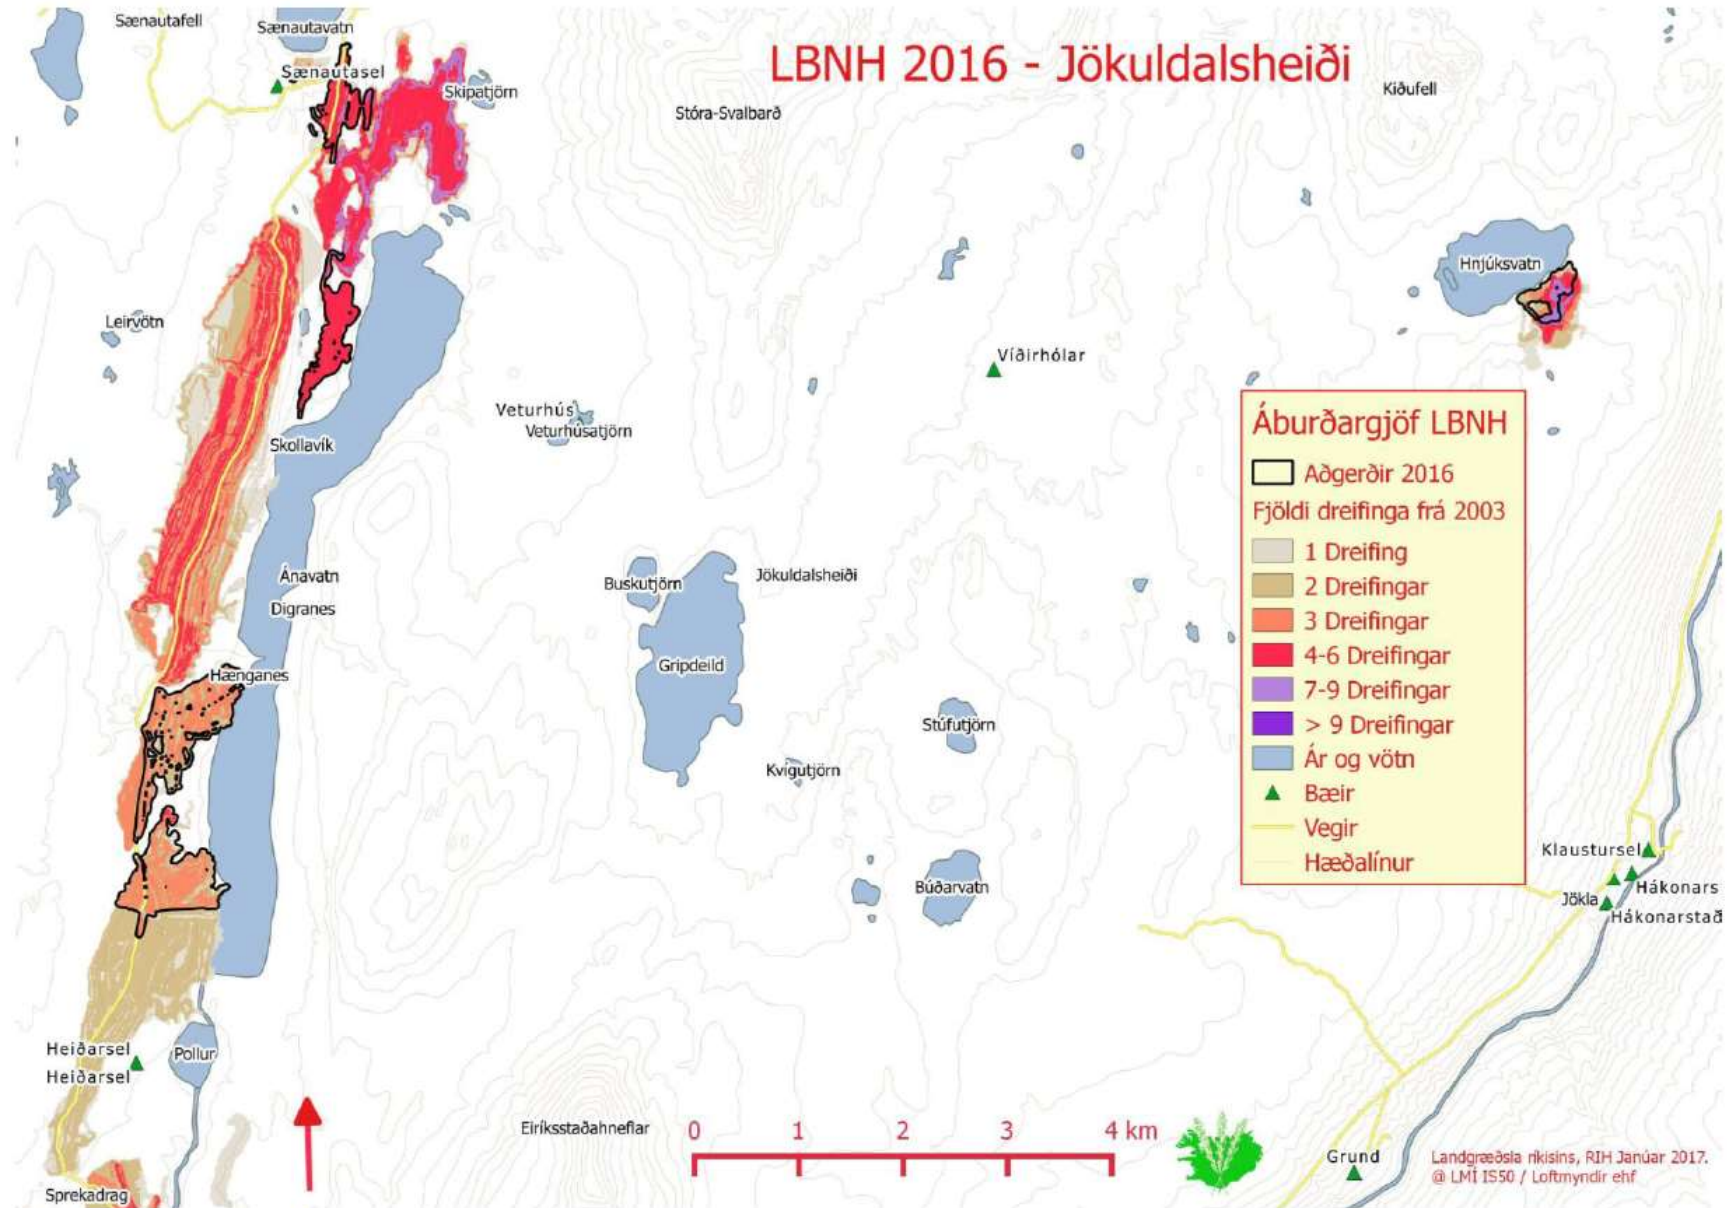 Sænautafell
Sænautavatn
LBNH 2016 - Jökuldalsheiði
Sænautasel
Skipatjörn
Kiðufell
Stóra-Svalbarð
Hnjúksvatn
Leirvötn
Víðirhólar
Veturhús
Veturhúsatjörn
Skollavík
Áburðargjöf LBNH
Aðgerðir 2016
Fjöldi dreifinga frá 2003
1 Dreifing
2 Dreifingar
3 Dreifingar
4-6 Dreifingar
7-9 Dreifingar
> 9 Dreifingar
Ár og vötn
Bæir
Vegir
Hæðalínur
Ánavatn
Digranes
Buskutjörn
Jökuldalsheiði
Gripdeild
Hænganes
Stúfutjörn
Kvígutjörn
Búðarvatn
Klaustursel
Hákonars
Jökla
Hákonarstað
Heiðarsel
Heiðarsel
Pollur
Eiríksstaðahneflar
0 1 2 3 4 km
Grund
Sprekadrag
Landgræðsla ríkisins, RIH Janúar 2017.
@ LMÍ IS50 / Loftmyndir ehf